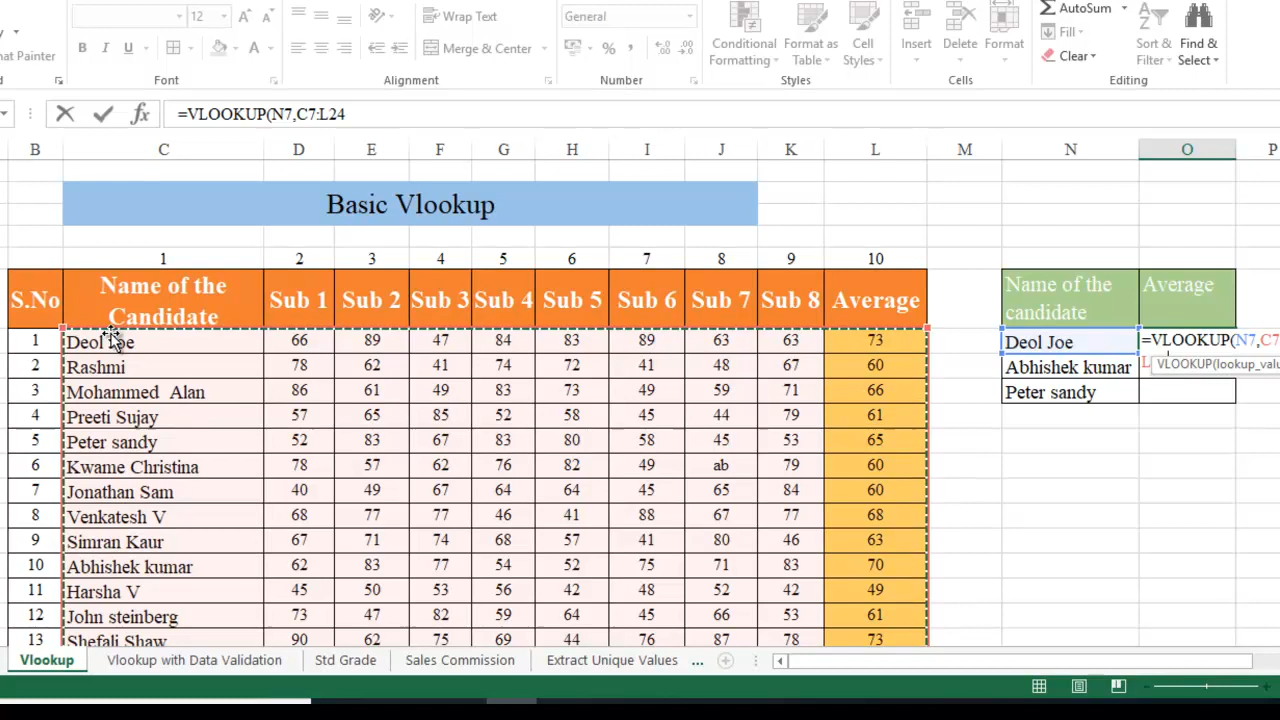 12 A A Wrap Text General AutoSum
Fill
at Painter B I U Merge & Center % , Conditional Formatting Format as Table Cell Styles Insert Delete Format Clear Sort & Filter Find & Select
Font Alignment Number Styles Cells Editing
fx =VLOOKUP(N7,C7:L24
B C D E F G H I J K L M N O P
Basic Vlookup
1 2 3 4 5 6 7 8 9 10
S.No Name of the Candidate Sub 1 Sub 2 Sub 3 Sub 4 Sub 5 Sub 6 Sub 7 Sub 8 Average Name of the candidate Average
1 Deol Joe 66 89 47 84 83 89 63 63 73 Deol Joe =VLOOKUP(N7,C7
2 Rashmi 78 62 41 74 72 41 48 67 60 Abhishek kumar L VLOOKUP(lookup_valu
3 Mohammed Alan 86 61 49 83 73 49 59 71 66 Peter sandy
4 Preeti Sujay 57 65 85 52 58 45 44 79 61
5 Peter sandy 52 83 67 83 80 58 45 53 65
6 Kwame Christina 78 57 62 76 82 49 ab 79 60
7 Jonathan Sam 40 49 67 64 64 45 65 84 60
8 Venkatesh V 68 77 77 46 41 88 67 77 68
9 Simran Kaur 67 71 74 68 57 41 80 46 63
10 Abhishek kumar 62 83 77 54 52 75 71 83 70
11 Harsha V 45 50 53 56 42 48 52 42 49
12 John steinberg 73 47 82 59 64 45 66 53 61
13 Shefali Shaw 90 62 75 69 44 76 87 78 73
Vlookup Vlookup with Data Validation Std Grade Sales Commission Extract Unique Values ...